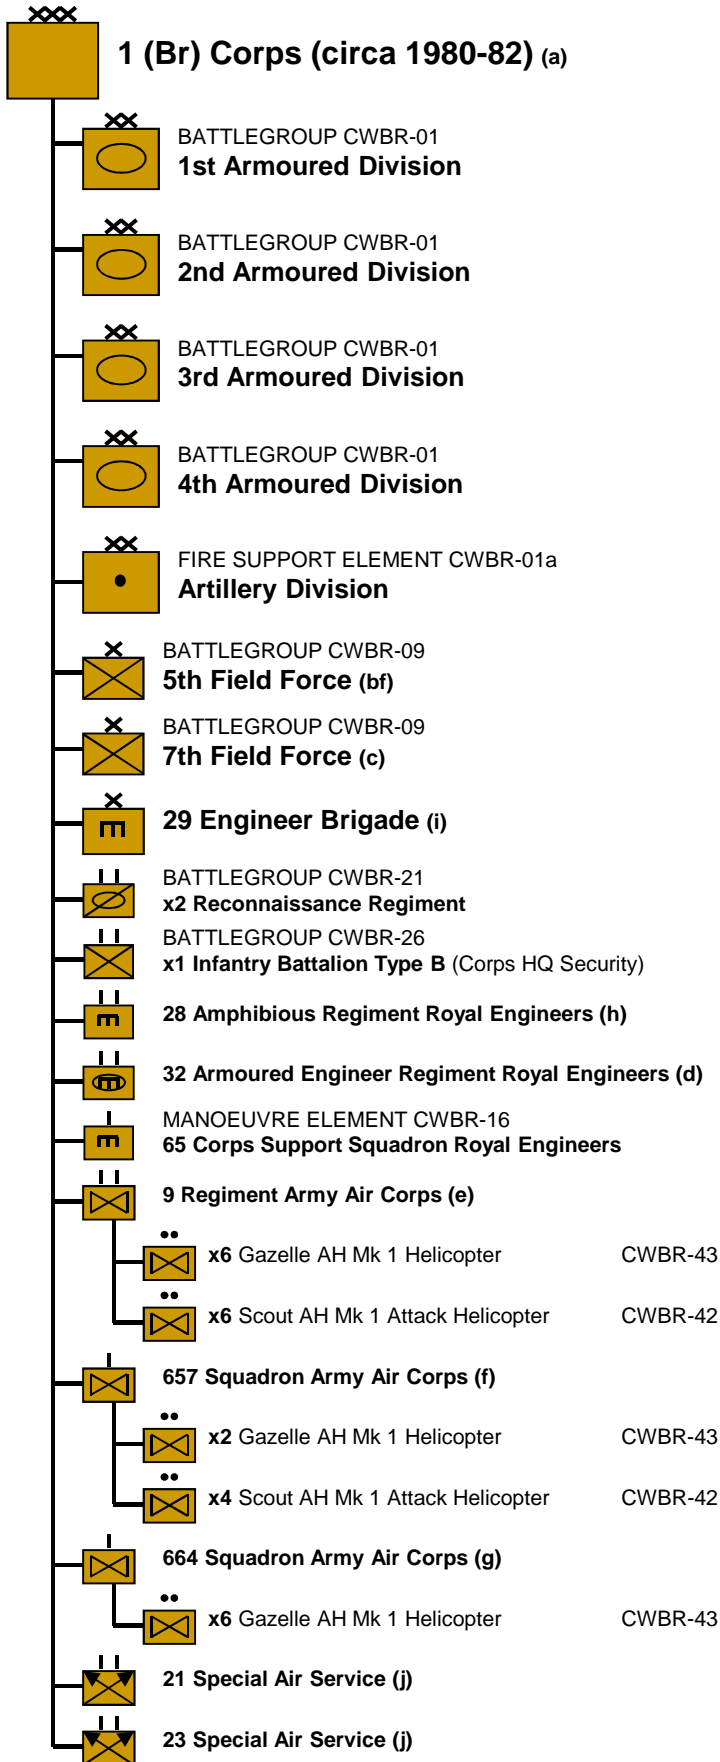 1 (Br) Corps (circa 1980-82) (a)
BATTLEGROUP CWBR-01
1st Armoured Division
BATTLEGROUP CWBR-01
2nd Armoured Division
BATTLEGROUP CWBR-01
3rd Armoured Division
BATTLEGROUP CWBR-01
4th Armoured Division
FIRE SUPPORT ELEMENT CWBR-01a
Artillery Division
BATTLEGROUP CWBR-09
5th Field Force (bf)
BATTLEGROUP CWBR-09
7th Field Force (c)
29 Engineer Brigade (i)
BATTLEGROUP CWBR-21
x2 Reconnaissance Regiment
BATTLEGROUP CWBR-26
x1 Infantry Battalion Type B (Corps HQ Security)
28 Amphibious Regiment Royal Engineers (h)
32 Armoured Engineer Regiment Royal Engineers (d)
MANOEUVRE ELEMENT CWBR-16
65 Corps Support Squadron Royal Engineers
9 Regiment Army Air Corps (e)
x6 Gazelle AH Mk 1 Helicopter CWBR-43
x6 Scout AH Mk 1 Attack Helicopter CWBR-42
657 Squadron Army Air Corps (f)
x2 Gazelle AH Mk 1 Helicopter CWBR-43
x4 Scout AH Mk 1 Attack Helicopter CWBR-42
664 Squadron Army Air Corps (g)
x6 Gazelle AH Mk 1 Helicopter CWBR-43
21 Special Air Service (j)
23 Special Air Service (j)